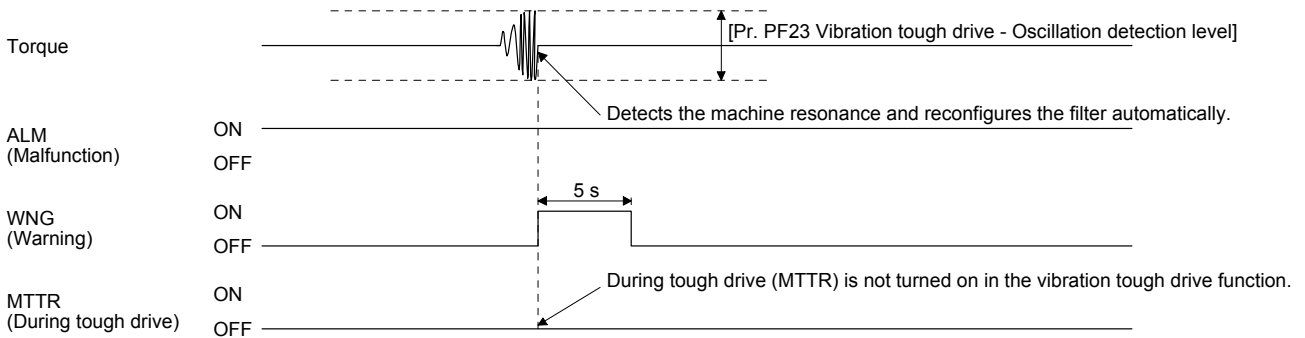 [Pr. PF23 Vibration tough drive - Oscillation detection level]
Torque
Detects the machine resonance and reconfigures the filter automatically.
ALM
(Malfunction)
ON
OFF
5 s
WNG
(Warning)
ON
OFF
During tough drive (MTTR) is not turned on in the vibration tough drive function.
MTTR
(During tough drive)
ON
OFF